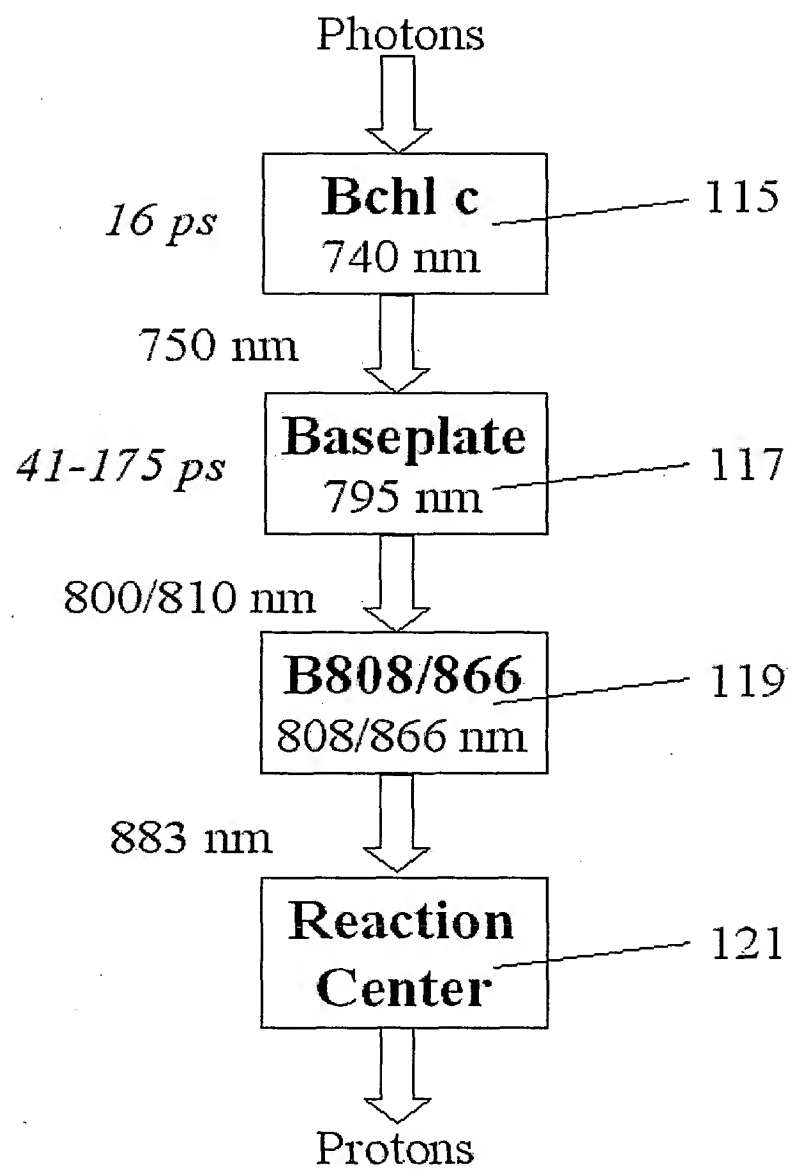 Photons
Bchl c
16 ps
740 nm
115
750 nm
Baseplate
41-175 ps
795 nm
117
800/810 nm
B808/866
808/866 nm
119
883 nm
Reaction
Center
121
Protons